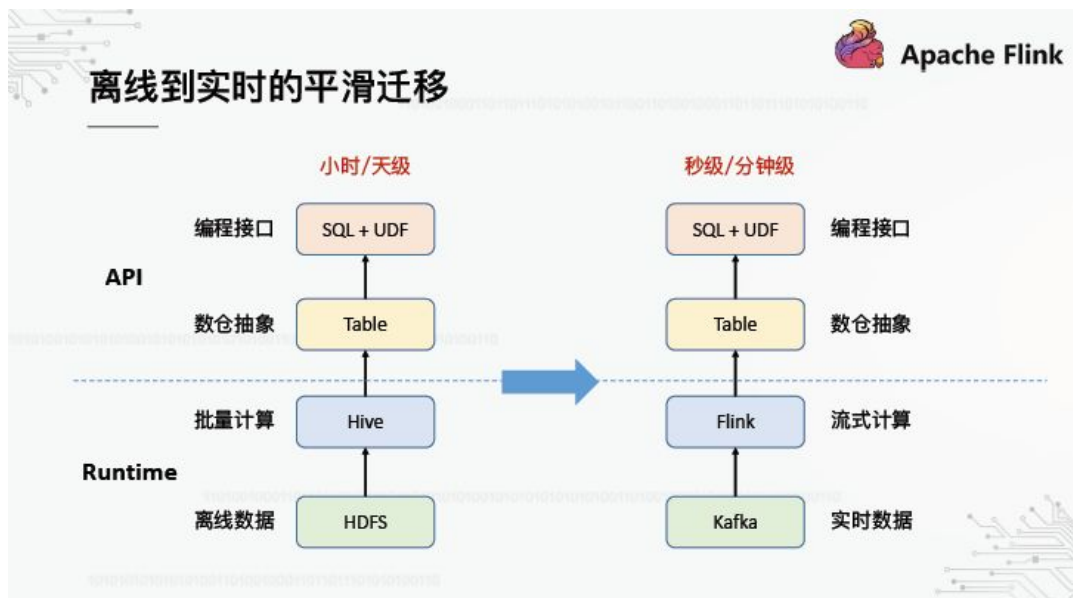 Apache Flink
离线到实时的平滑迁移
小时/天级
秒级/分钟级
编程接口
SQL + UDF
SQL + UDF
编程接口
API
数仓抽象
Table
Table
数仓抽象
批量计算
Hive
Flink
流式计算
Runtime
离线数据
HDFS
Kafka
实时数据